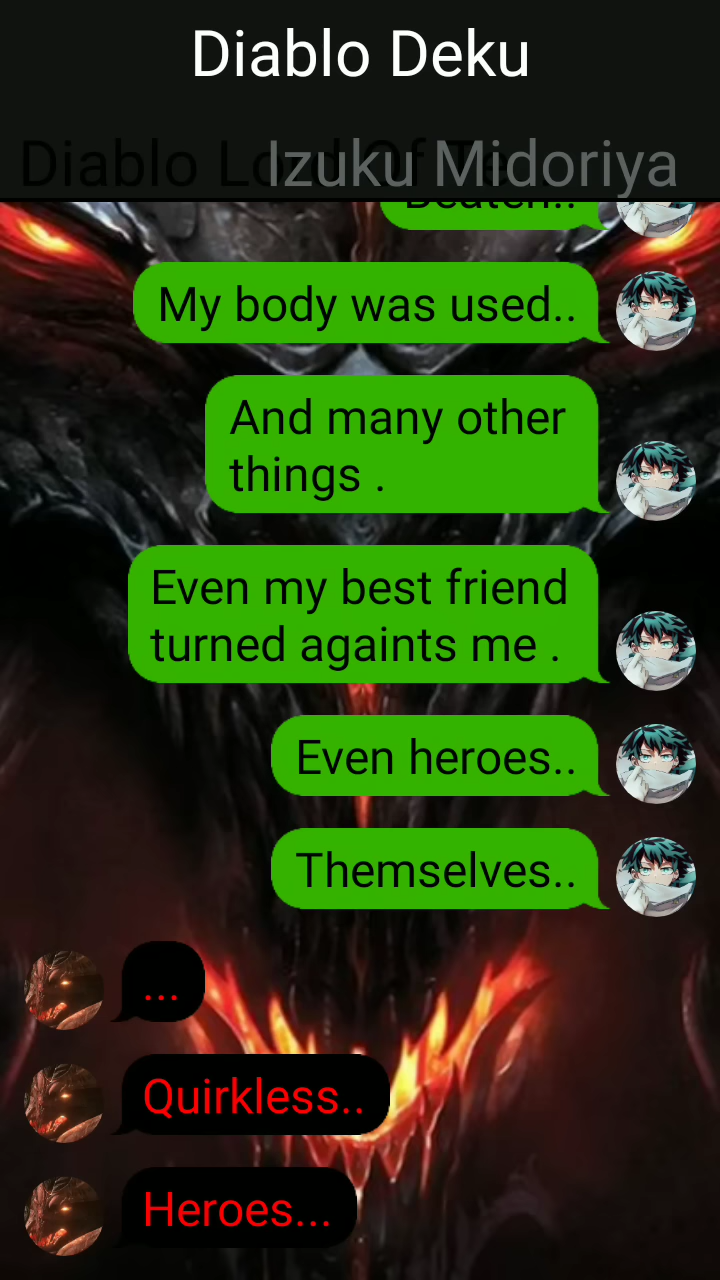 Diablo Deku
Izuku Midoriya
My body was used..
And many other
things .
Even my best friend
turned againts me .
Even heroes..
Themselves..
...
Quirkless..
Heroes...